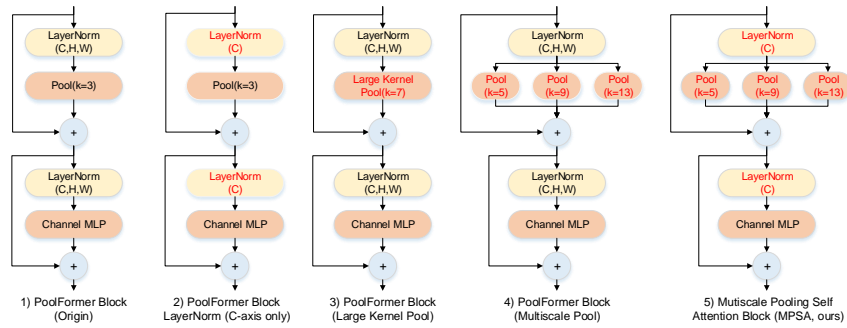 LayerNorm
(C,H,W)
Pool(k=3)
+
LayerNorm
(C,H,W)
Channel MLP
+
1) PoolFormer Block
(Origin)
LayerNorm
(C)
Pool(k=3)
+
LayerNorm
(C)
Channel MLP
+
2) PoolFormer Block
LayerNorm (C-axis only)
LayerNorm
(C,H,W)
Large Kernel
Pool(k=7)
+
LayerNorm
(C,H,W)
Channel MLP
+
3) PoolFormer Block
(Large Kernel Pool)
LayerNorm
(C,H,W)
Pool
(k=5)
Pool
(k=9)
Pool
(k=13)
+
LayerNorm
(C,H,W)
Channel MLP
+
4) PoolFormer Block
(Multiscale Pool)
LayerNorm
(C)
Pool
(k=5)
Pool
(k=9)
Pool
(k=13)
+
LayerNorm
(C)
Channel MLP
+
5) Mutiscale Pooling Self
Attention Block (MPSA, ours)